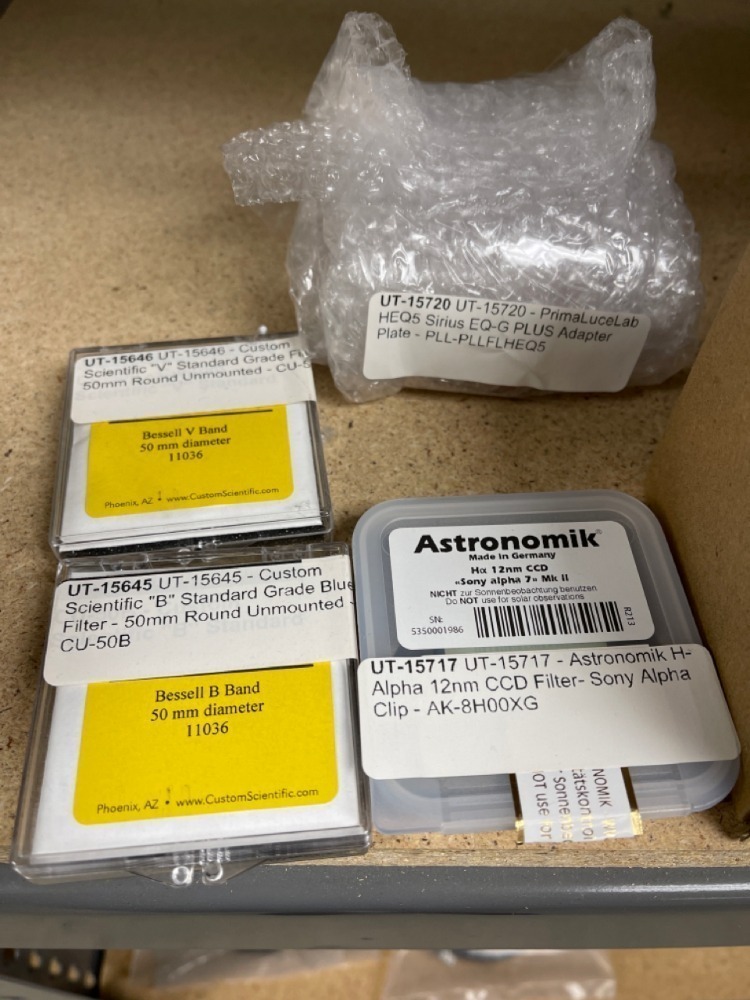 UT-15720 UT-15720 - PrimaLuceLab
HEQ5 Sirius EQ-G PLUS Adapter
Plate - PLL-PLLFLHEQ5
UT-15646 UT-15646 - Custom
Scientific "V" Standard Grade
50mm Round Unmounted - CU-5
Bessell V Band
50 mm diameter
11036
Phoenix, AZ • www.CustomScientific.com
UT-15645 UT-15645 - Custom
Scientific "B" Standard Grade Blue
Filter - 50mm Round Unmounted -
CU-50B
Bessell B Band
50 mm diameter
11036
Phoenix, AZ • www.CustomScientific.com
Astronomik®
Made in Germany
Hα 12nm CCD
«Sony alpha 7» Mk II
NICHT zur Sonnenbeobachtung benutzen
Do NOT use for solar observations
SN:
5350001986
R213
UT-15717 UT-15717 - Astronomik H-
Alpha 12nm CCD Filter- Sony Alpha
Clip - AK-8H00XG